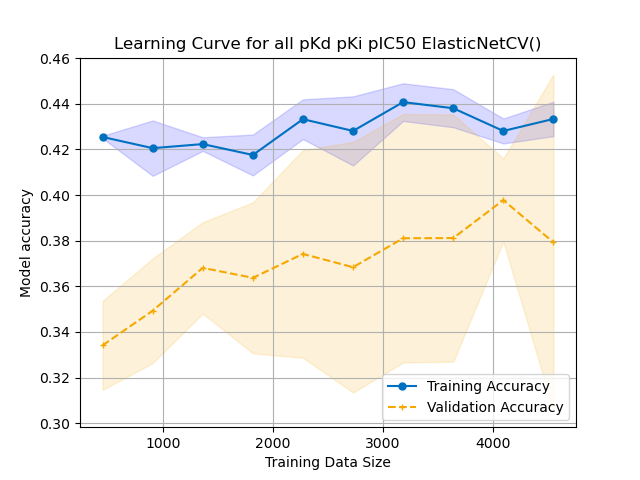 Learning Curve for all pKd pKi pIC50 ElasticNetCV()
Model accuracy
0.46
0.44
0.42
0.40
0.38
0.36
0.34
0.32
0.30
Training Accuracy
Validation Accuracy
1000 2000 3000 4000
Training Data Size